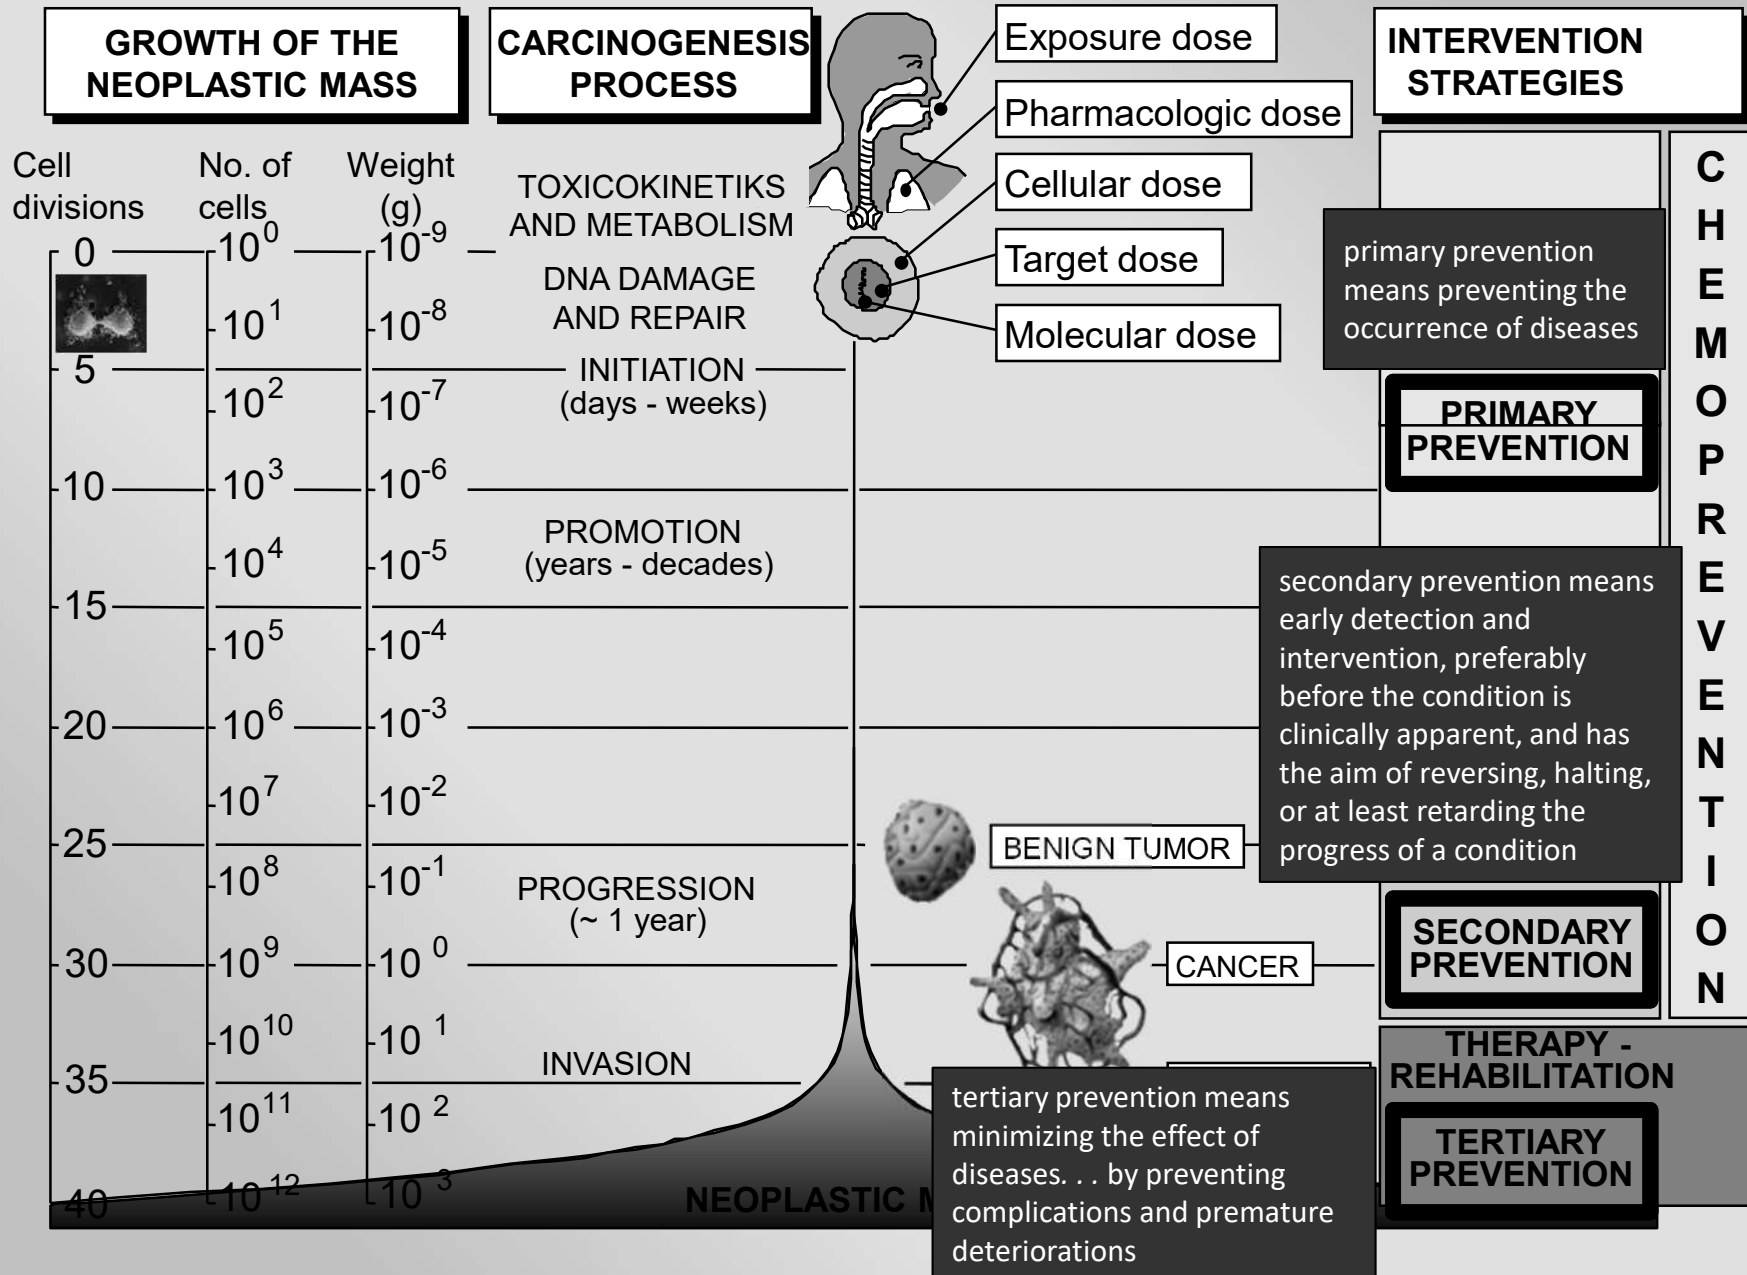 GROWTH OF THE
NEOPLASTIC MASS
CARCINOGENESIS
PROCESS
Exposure dose
Pharmacologic dose
Cellular dose
Target dose
Molecular dose
INTERVENTION
STRATEGIES
Cell
divisions
No. of
cells
Weight
(g)
0
5
10
15
20
25
30
35
40
10^0
10^1
10^2
10^3
10^4
10^5
10^6
10^7
10^8
10^9
10^10
10^11
10^12
10^-9
10^-8
10^-7
10^-6
10^-5
10^-4
10^-3
10^-2
10^-1
10^0
10^1
10^2
10^3
TOXICOKINETIKS
AND METABOLISM
DNA DAMAGE
AND REPAIR
INITIATION
(days - weeks)
PROMOTION
(years - decades)
PROGRESSION
(~ 1 year)
INVASION
BENIGN TUMOR
CANCER
NEOPLASTIC
primary prevention
means preventing the
occurrence of diseases
PRIMARY
PREVENTION
secondary prevention means
early detection and
intervention, preferably
before the condition is
clinically apparent, and has
the aim of reversing, halting,
or at least retarding the
progress of a condition
SECONDARY
PREVENTION
THERAPY -
REHABILITATION
TERTIARY
PREVENTION
tertiary prevention means
minimizing the effect of
diseases. . . by preventing
complications and premature
deteriorations
CHEMOPREVENTION